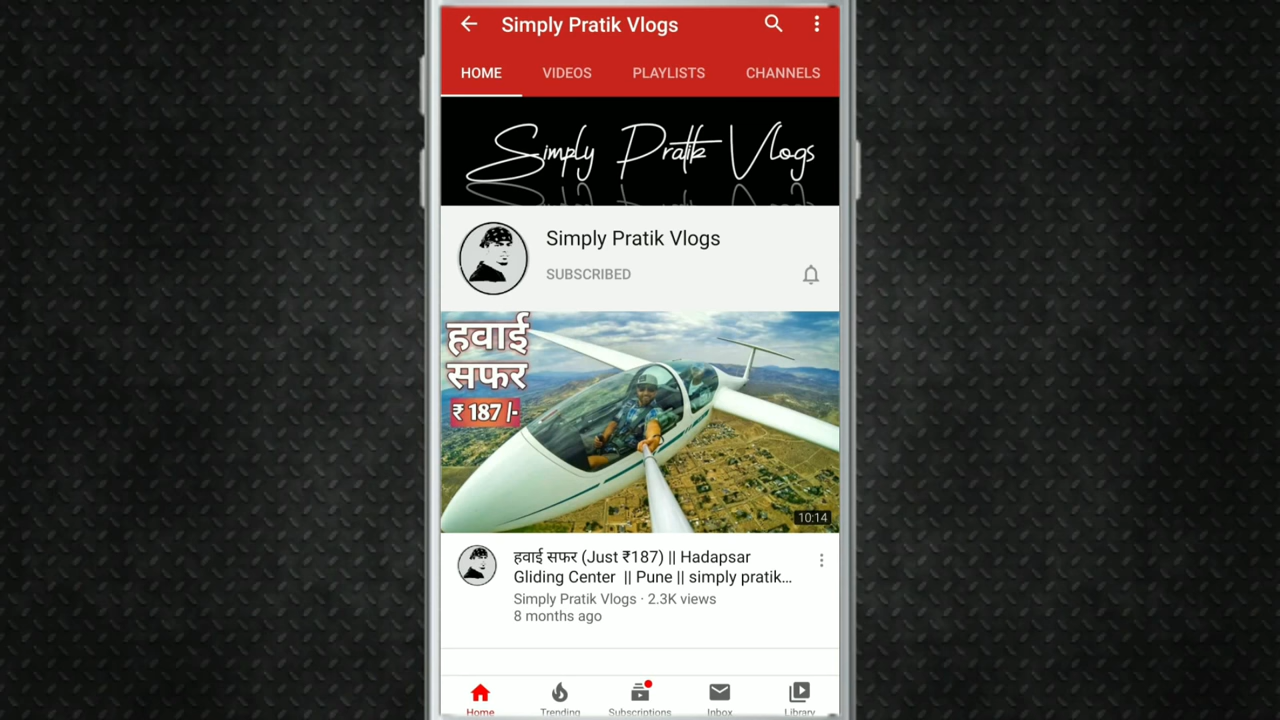 Simply Pratik Vlogs
HOME VIDEOS PLAYLISTS CHANNELS
Simply Pratik Vlogs
Simply Pratik Vlogs
SUBSCRIBED
हवाई
सफर
₹ 187 /-
10:14
हवाई सफर (Just ₹187) || Hadapsar
Gliding Center || Pune || simply pratik...
Simply Pratik Vlogs · 2.3K views
8 months ago
Home Trending Subscriptions Inbox Library